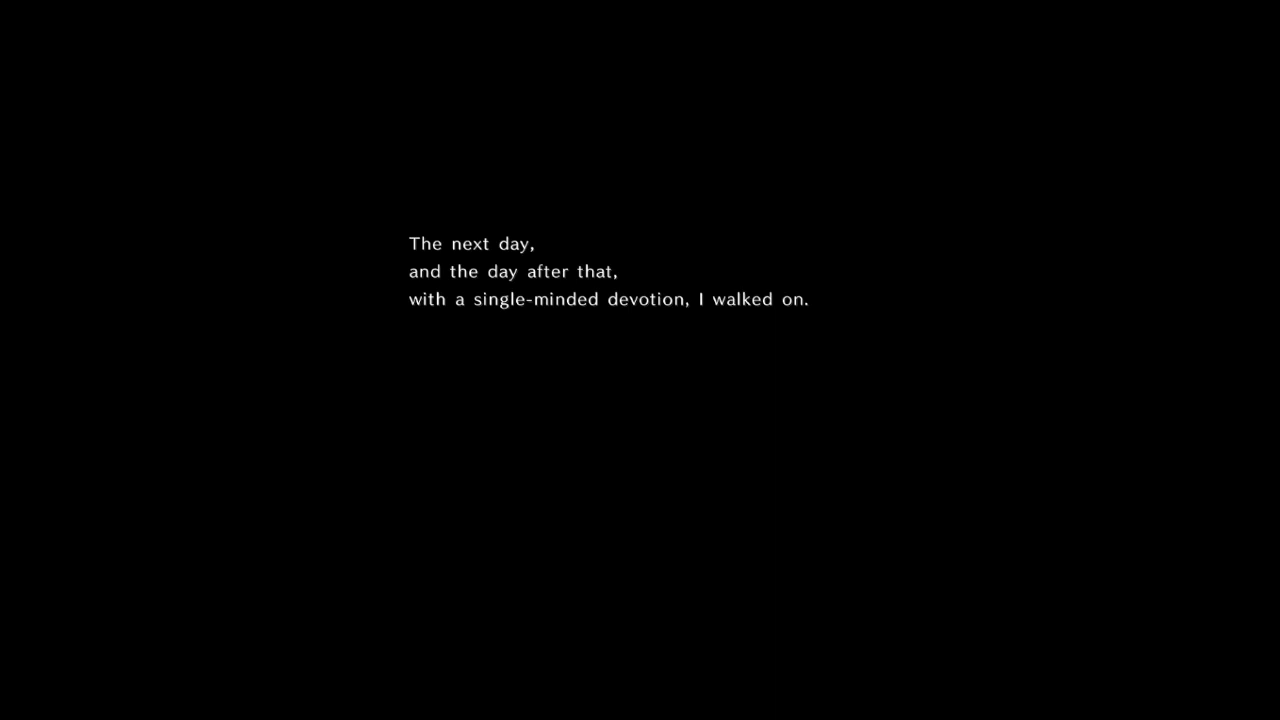 The next day,
and the day after that,
with a single-minded devotion, I walked on.